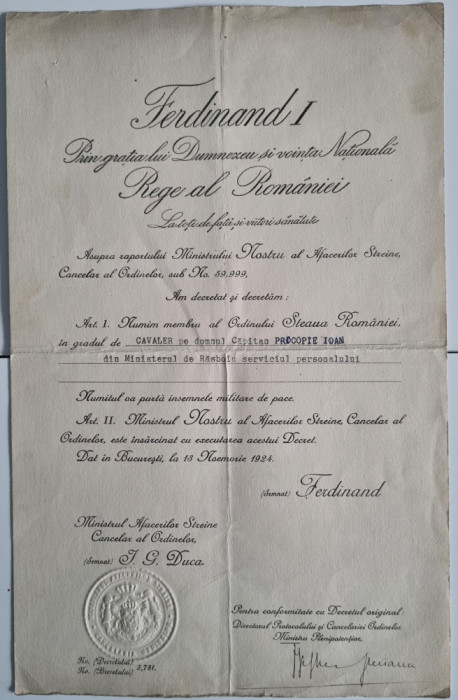 Ferdinand I
Prin grația lui Dumnezeu și voința Națională
Rege al României
La toți de față și viitori sănătate
Asupra raportului Ministrului Nostru al Afacerilor Streine,
Cancelar al Ordinelor, sub No. 59,999,
Am decretat și decretăm :
Art. I. Numim membru al Ordinului Steaua României,
în gradul de CAVALER pe domnul Căpitan PROCOPIE IOAN
din Ministerul de Răsboiu serviciul personalului
Numitul va purtă insemnele militare de pace.
Art. II. Ministrul Nostru al Afacerilor Streine, Cancelar al
Ordinelor, este însărcinat cu executarea acestui Decret.
Dat în București, la 13 Noemvrie 1924.
(Semnat) Ferdinand
Ministrul Afacerilor Streine
Cancelar al Ordinelor,
(Semnat) I. G. Duca.
Pentru conformitate cu Decretul original
Directorul Protocolului și Cancelariei Ordinelor
Ministru Plenipotențiar,
No. (Decretului)
No. (Brevetului) 2,781.